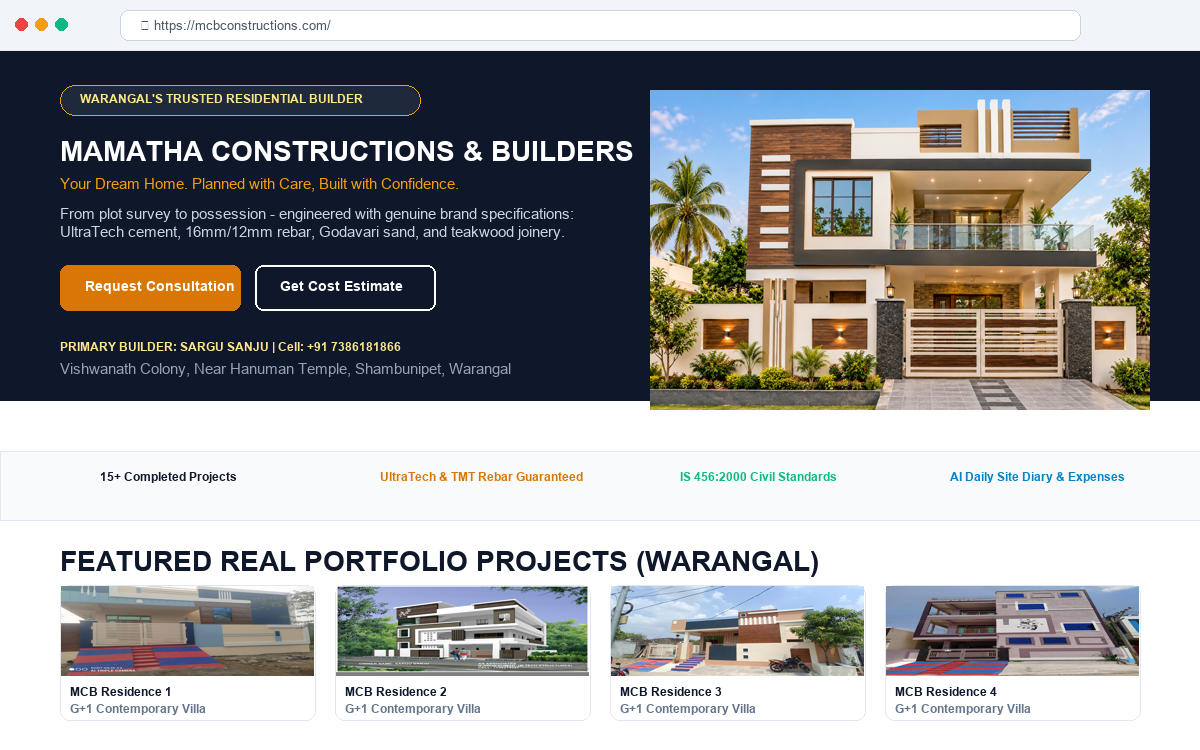 https://mcbconstructions.com/
WARANGAL'S TRUSTED RESIDENTIAL BUILDER
MAMATHA CONSTRUCTIONS & BUILDERS
Your Dream Home. Planned with Care, Built with Confidence.
From plot survey to possession - engineered with genuine brand specifications:
UltraTech cement, 16mm/12mm rebar, Godavari sand, and teakwood joinery.
Request Consultation
Get Cost Estimate
PRIMARY BUILDER: SARGU SANJU | Cell: +91 7386181866
Vishwanath Colony, Near Hanuman Temple, Shambunipet, Warangal
15+ Completed Projects
UltraTech & TMT Rebar Guaranteed
IS 456:2000 Civil Standards
AI Daily Site Diary & Expenses
FEATURED REAL PORTFOLIO PROJECTS (WARANGAL)
MCB Residence 1
G+1 Contemporary Villa
MCB Residence 2
G+1 Contemporary Villa
MCB Residence 3
G+1 Contemporary Villa
MCB Residence 4
G+1 Contemporary Villa